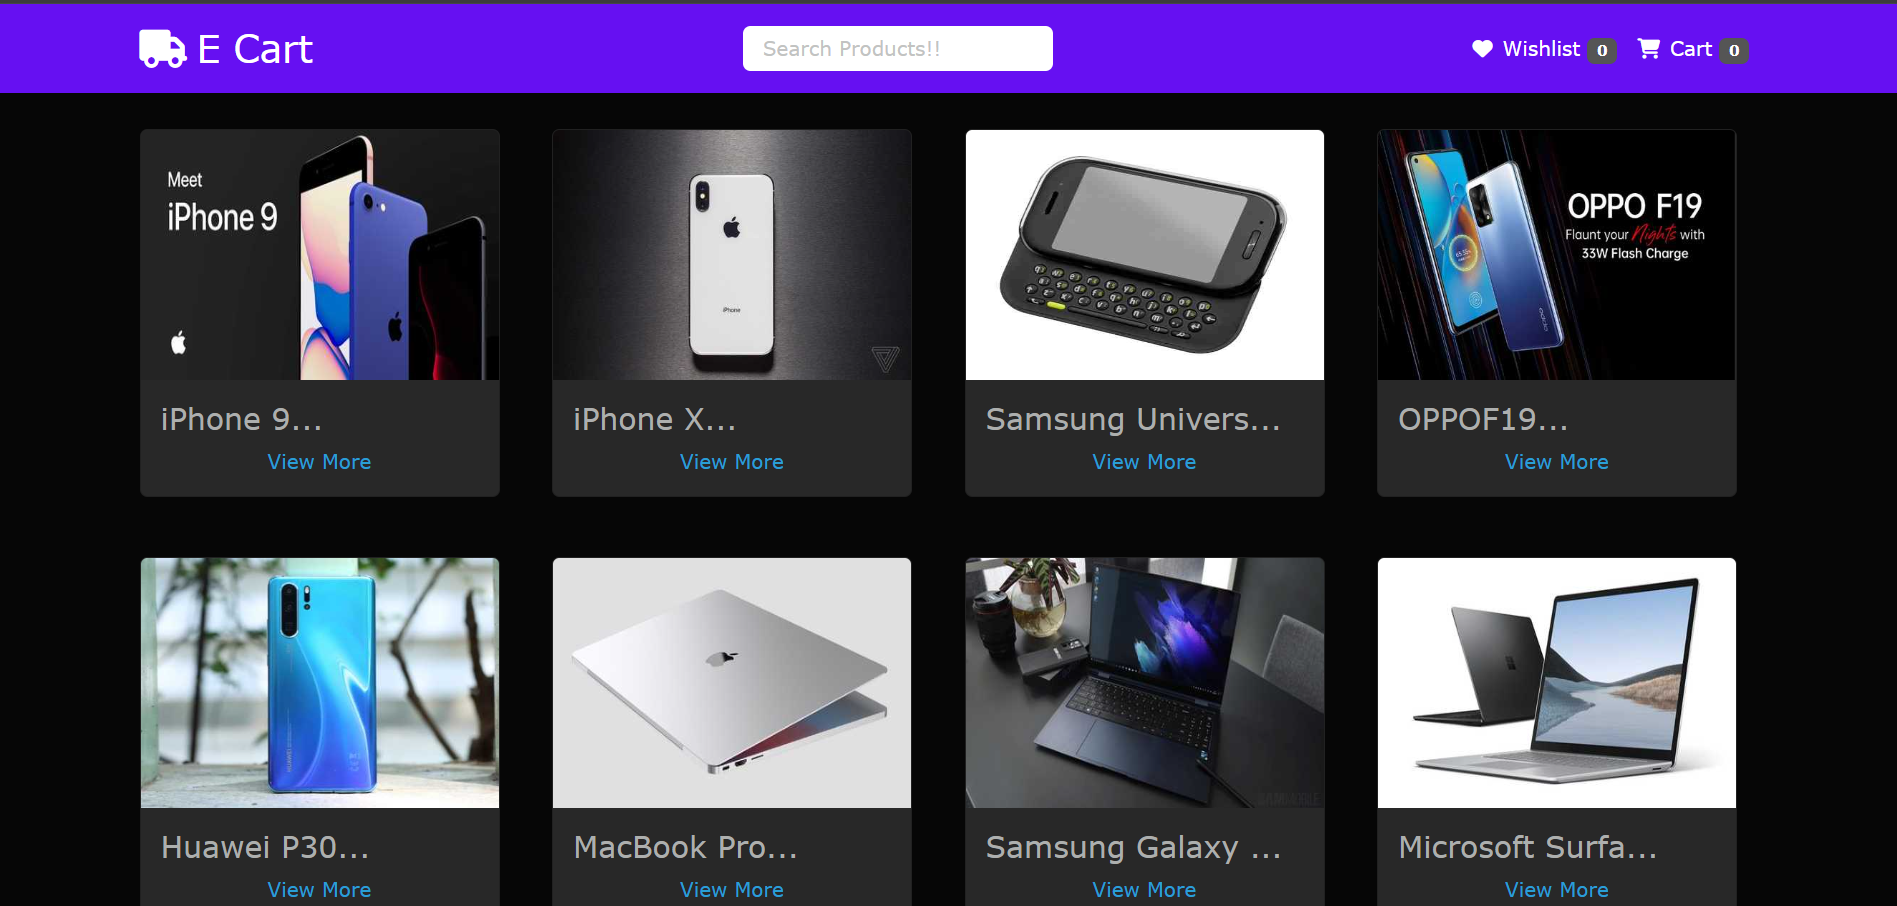 E Cart
Search Products!!
Wishlist 0
Cart 0
Meet
iPhone 9
iPhone
OPPO F19
Flaunt your Nights with
33W Flash Charge
oppo
iPhone 9...
iPhone X...
Samsung Univers...
OPPOF19...
View More
View More
View More
View More
HUAWEI
Huawei P30...
MacBook Pro...
Samsung Galaxy ...
Microsoft Surfa...
View More
View More
View More
View More